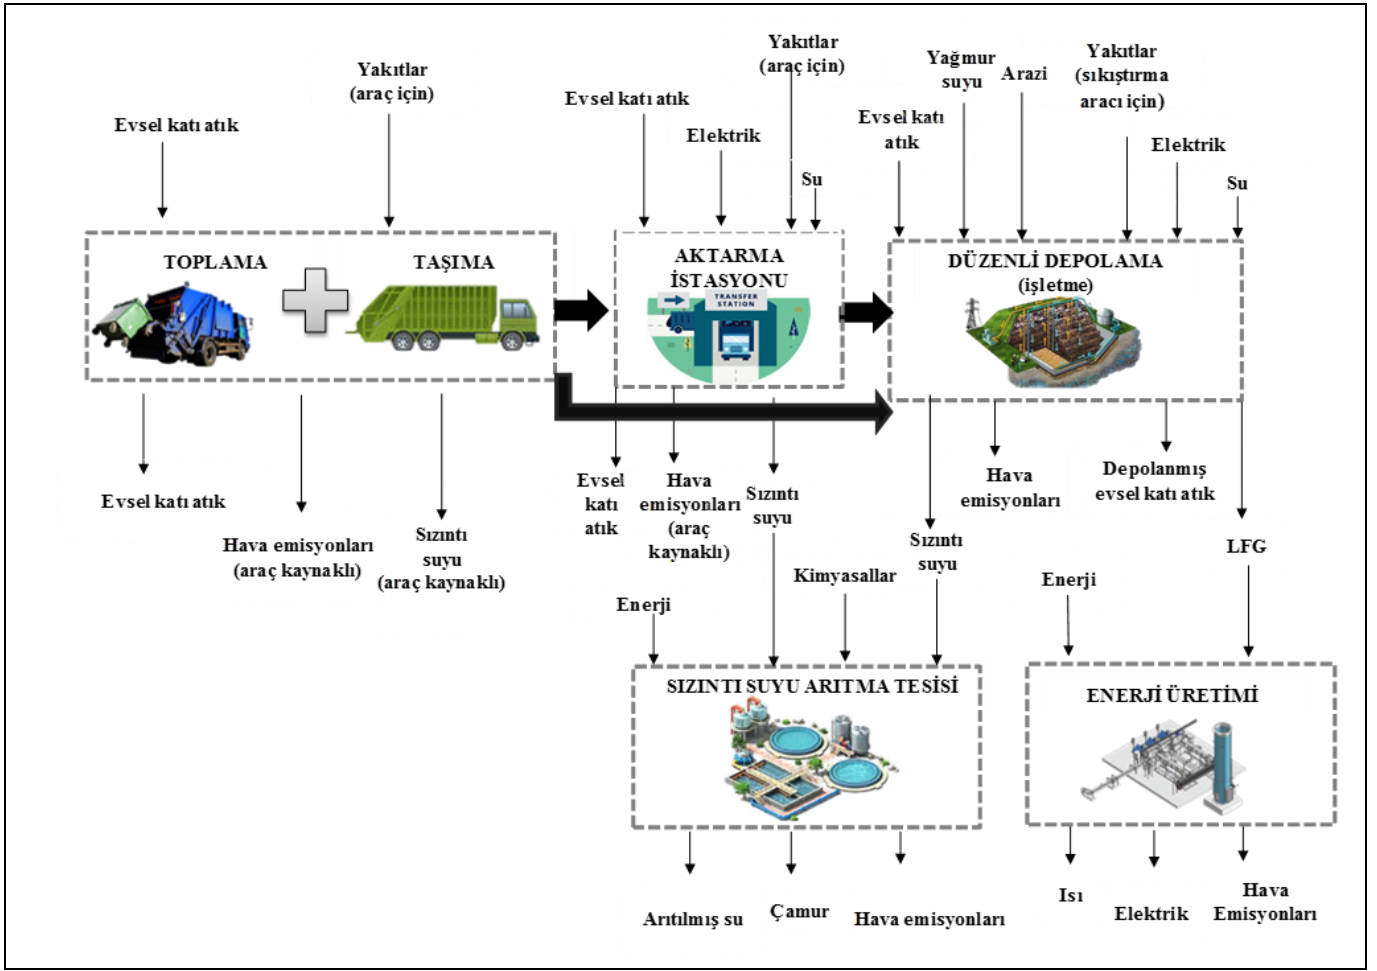 Evsel katı atık
Yakıtlar
(araç için)
Evsel katı atık
Elektrik
Yakıtlar
(araç için)
Su
Evsel katı
atık
Yağmur
suyu
Arazi
Yakıtlar
(sıkıştırma
aracı için)
Elektrik
Su
TOPLAMA
TAŞIMA
AKTARMA
İSTASYONU
TRANSFER
STATION
DÜZENLİ DEPOLAMA
(işletme)
Evsel katı atık
Hava emisyonları
(araç kaynaklı)
Sızıntı
suyu
(araç kaynaklı)
Evsel
katı
atık
Hava
emisyonları
(araç
kaynaklı)
Sızıntı
suyu
Sızıntı
suyu
Hava
emisyonları
Depolanmış
evsel katı atık
LFG
Enerji
Kimyasallar
Enerji
SIZINTI SUYU ARITMA TESİSİ
ENERJİ ÜRETİMİ
Arıtılmış su
Çamur
Hava emisyonları
Isı
Elektrik
Hava
Emisyonları